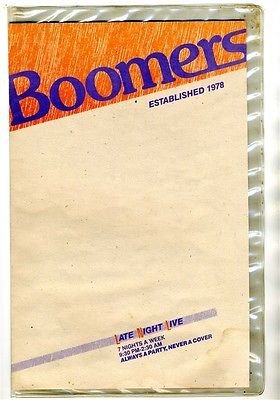 Boomers
ESTABLISHED 1978
LATE NIGHT LIVE
7 NIGHTS A WEEK
9:30 PM-2:30 AM
ALWAYS A PARTY, NEVER A COVER